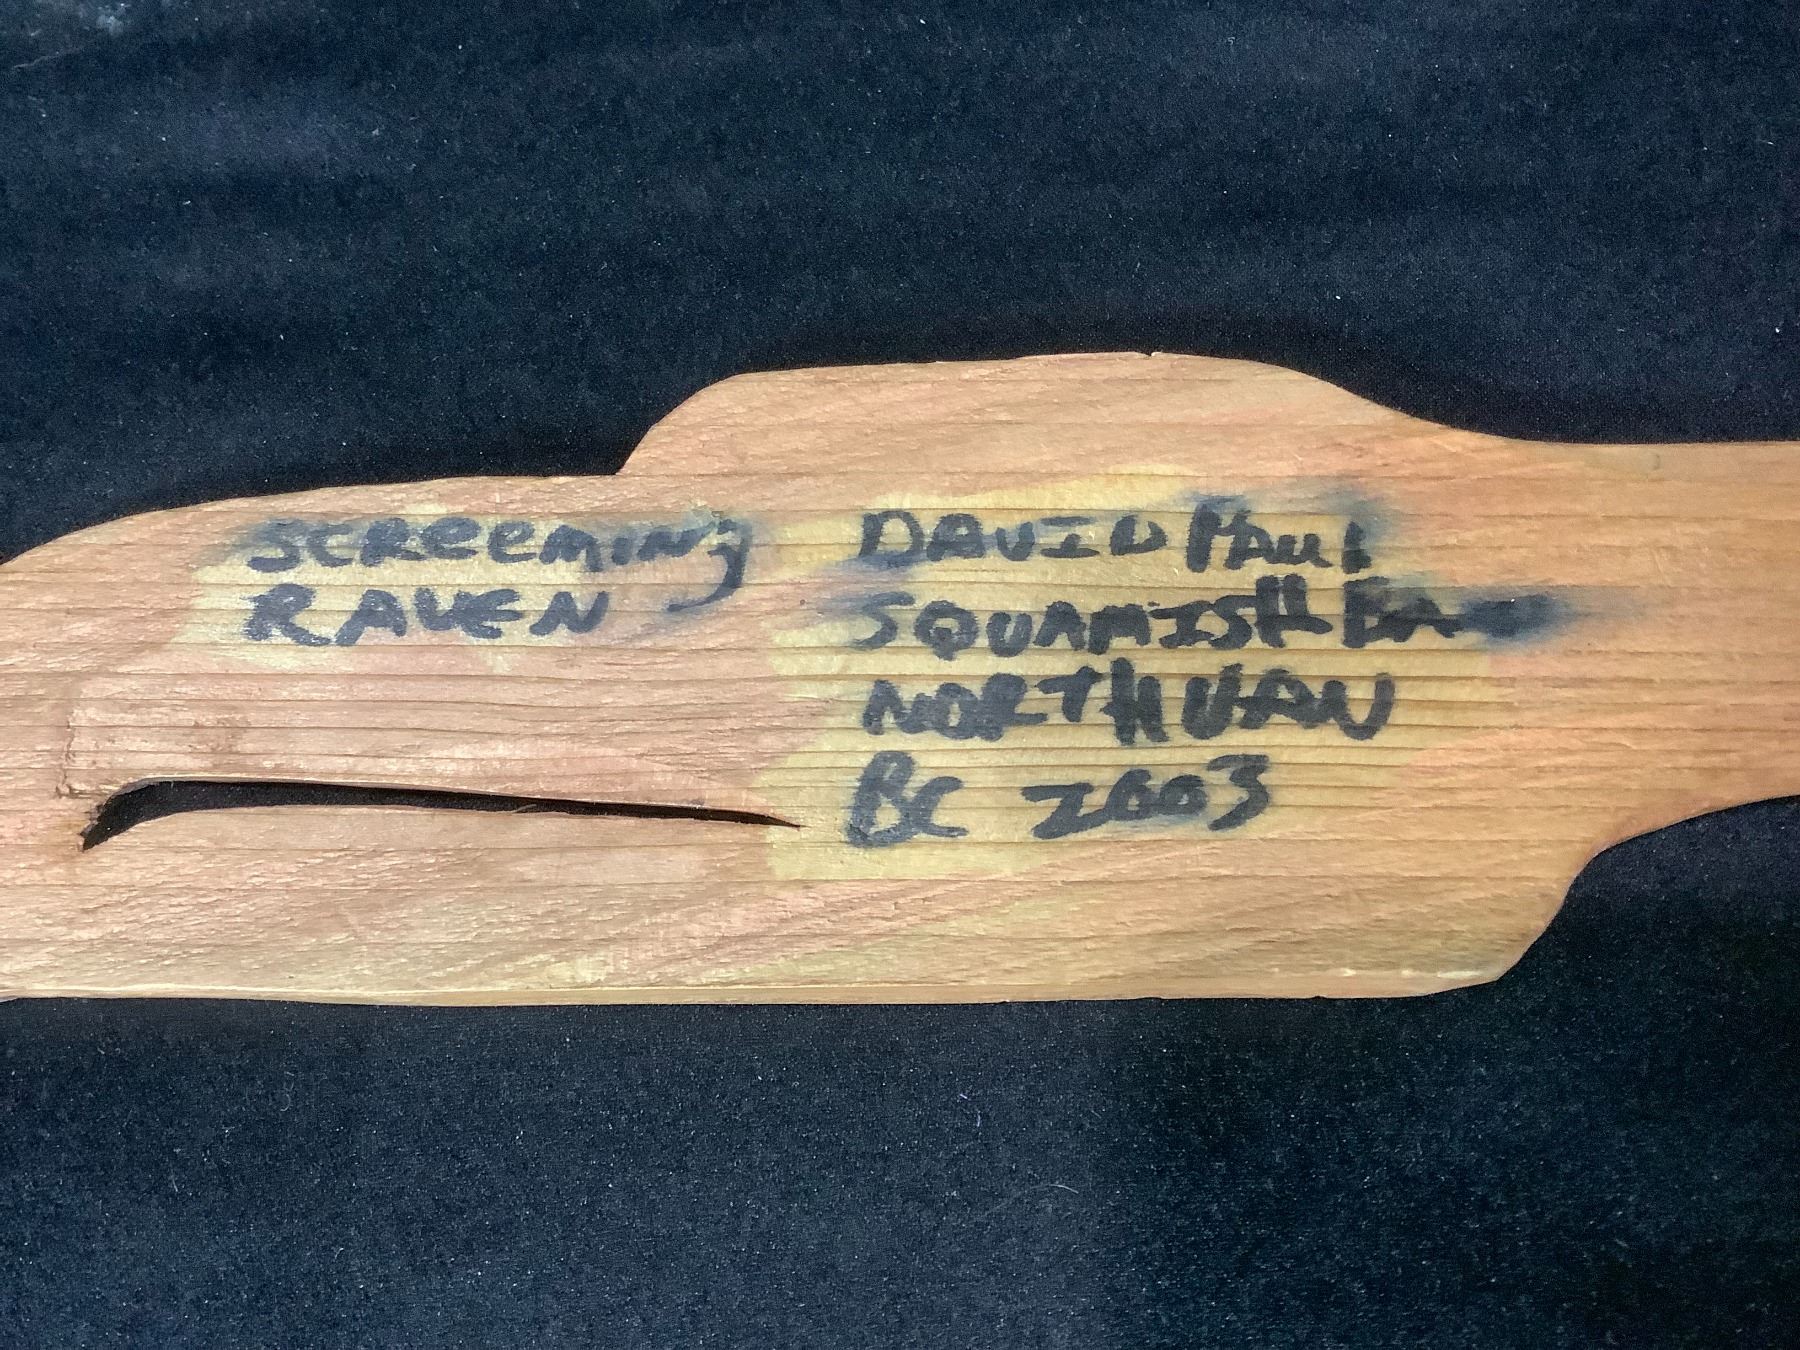 SCREEMING
RAVEN
DAVID PAUL
SQUAMISH
NORTH VAN
BC 2003